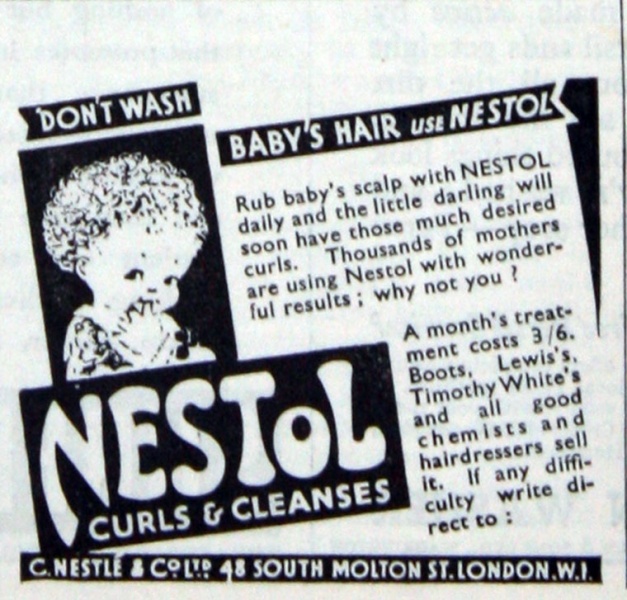 'DON'T WASH
BABY'S HAIR USE NESTOL
Rub baby's scalp with NESTOL
daily and the little darling will
soon have those much desired
curls. Thousands of mothers
are using Nestol with wonder-
ful results ; why not you ?
A month's treat-
ment costs 3/6.
Boots, Lewis's,
Timothy White's
and all good
chemists and
hairdressers sell
it. If any diffi-
culty write di-
rect to :
NESTOL
CURLS & CLEANSES
C. NESTLÉ & CO LTD 48 SOUTH MOLTON ST. LONDON. W.1.